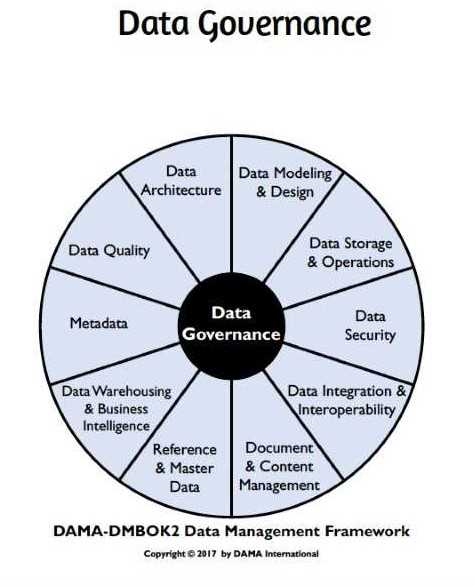 Data Governance
Data
Architecture
Data Modeling
& Design
Data Storage
& Operations
Data
Security
Data Integration &
Interoperability
Document
& Content
Management
Reference
& Master
Data
Data Warehousing
& Business
Intelligence
Metadata
Data Quality
Data
Governance
DAMA-DMBOK2 Data Management Framework
Copyright © 2017 by DAMA International